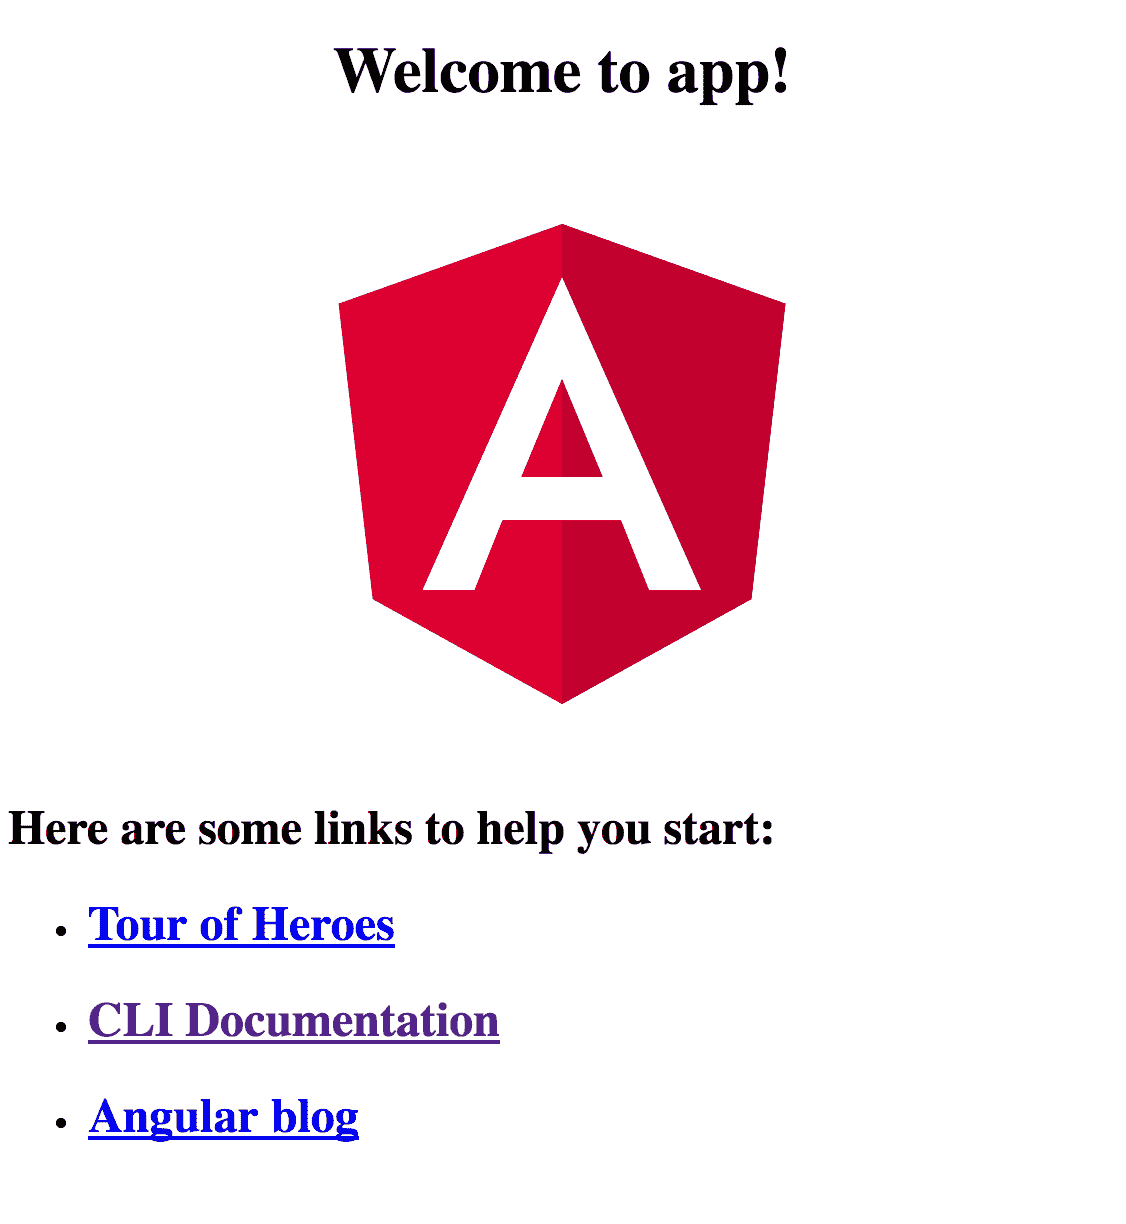 Welcome to app!
A
Here are some links to help you start:
Tour of Heroes
CLI Documentation
Angular blog